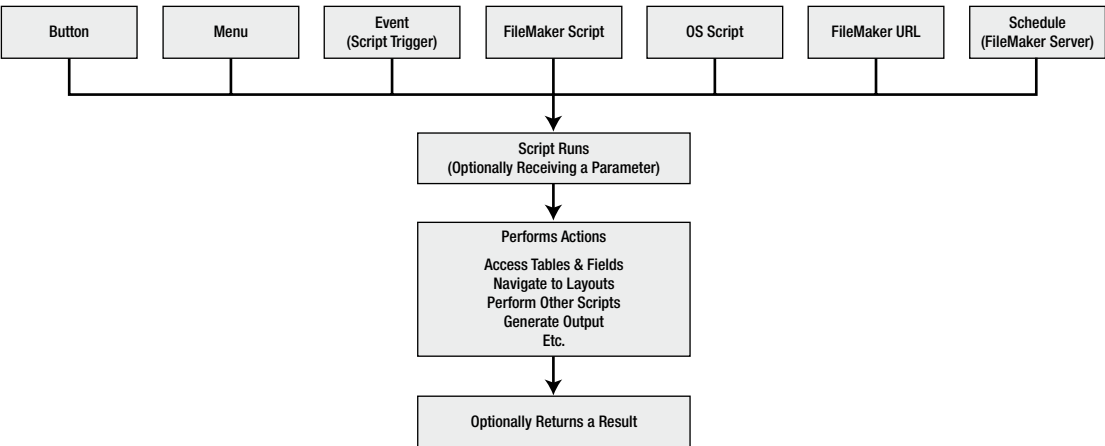 Button
Menu
Event
(Script Trigger)
FileMaker Script
OS Script
FileMaker URL
Schedule
(FileMaker Server)
Script Runs
(Optionally Receiving a Parameter)
Performs Actions
Access Tables & Fields
Navigate to Layouts
Perform Other Scripts
Generate Output
Etc.
Optionally Returns a Result